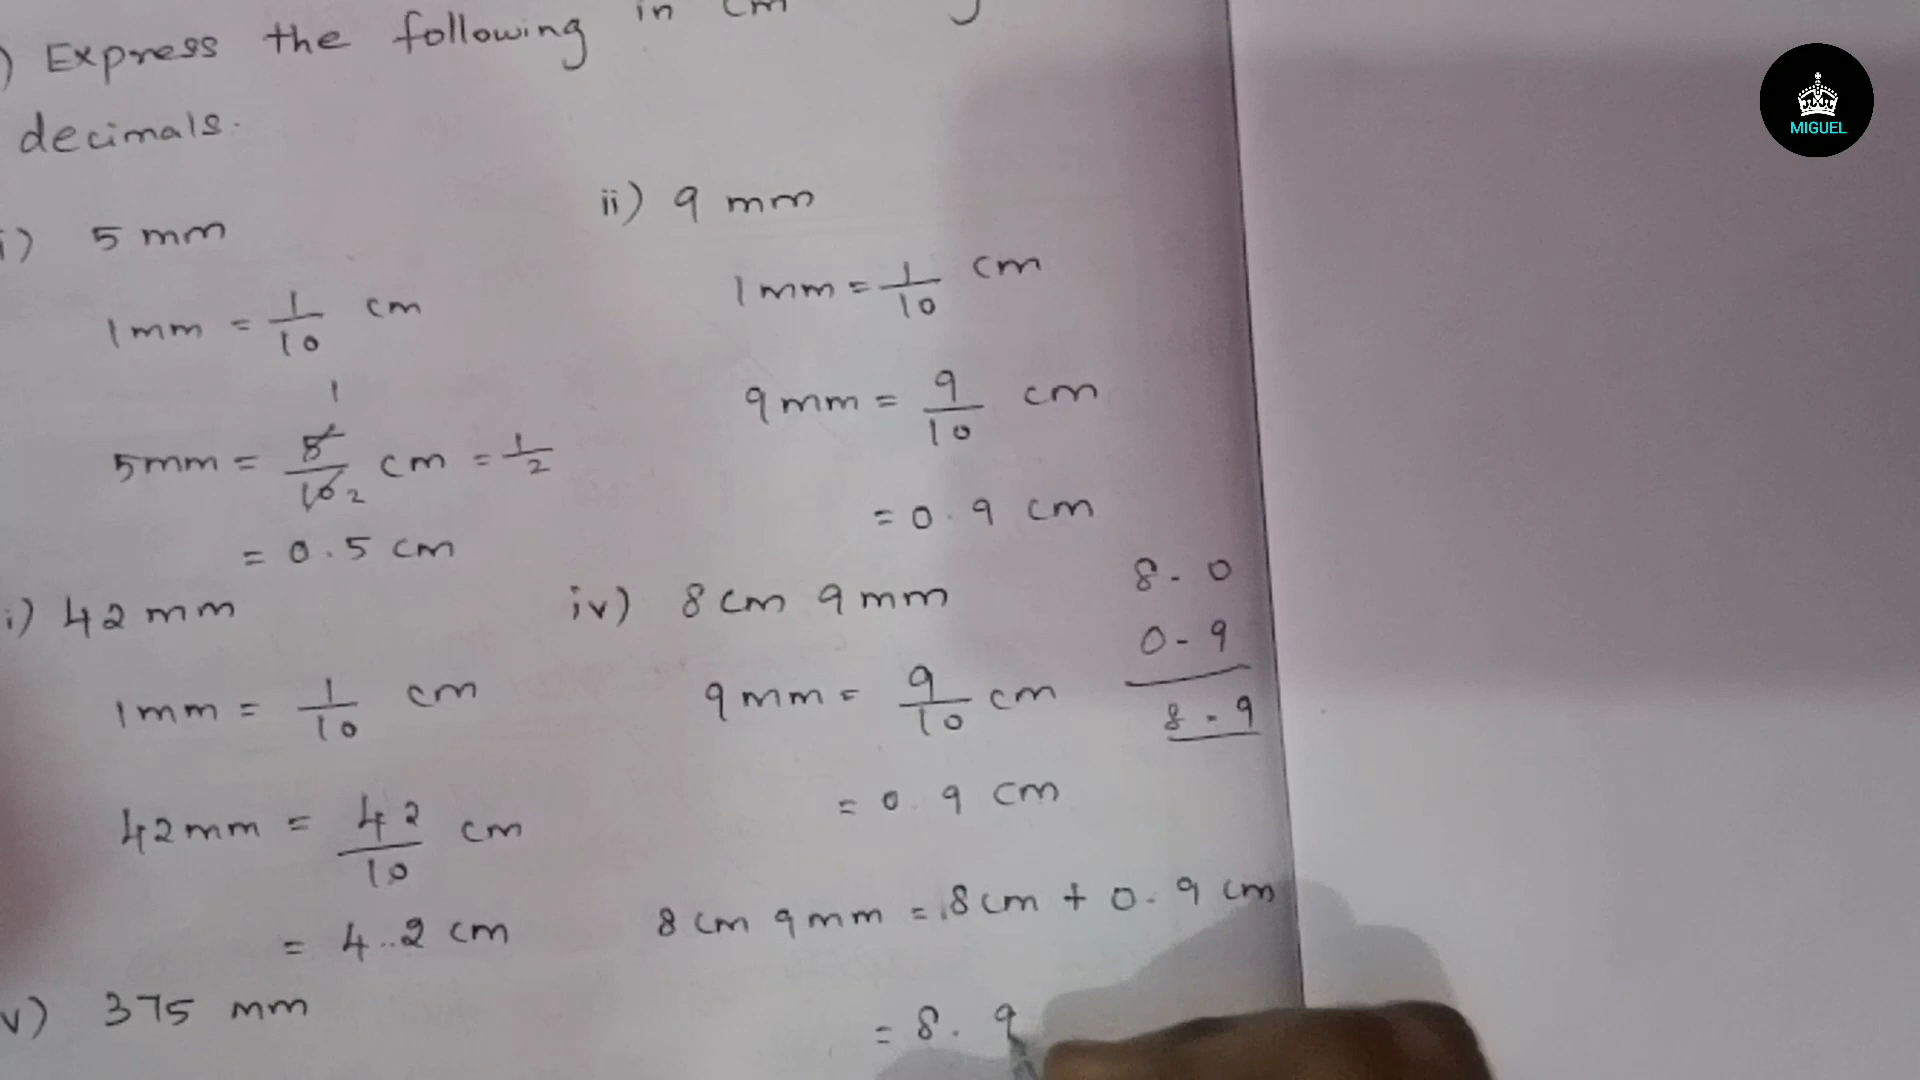 ) Express the following in cm
decimals.
i) 5 mm
1 mm = 1/10 cm
1
5 mm = 5/10 2 cm = 1/2
= 0.5 cm
ii) 9 mm
1 mm = 1/10 cm
9 mm = 9/10 cm
= 0.9 cm
i) 42 mm
1 mm = 1/10 cm
42 mm = 42/10 cm
= 4.2 cm
iv) 8 cm 9 mm
9 mm = 9/10 cm
= 0.9 cm
8.0
0.9
8.9
8 cm 9 mm = 8 cm + 0.9 cm
= 8.9
v) 375 mm
MIGUEL